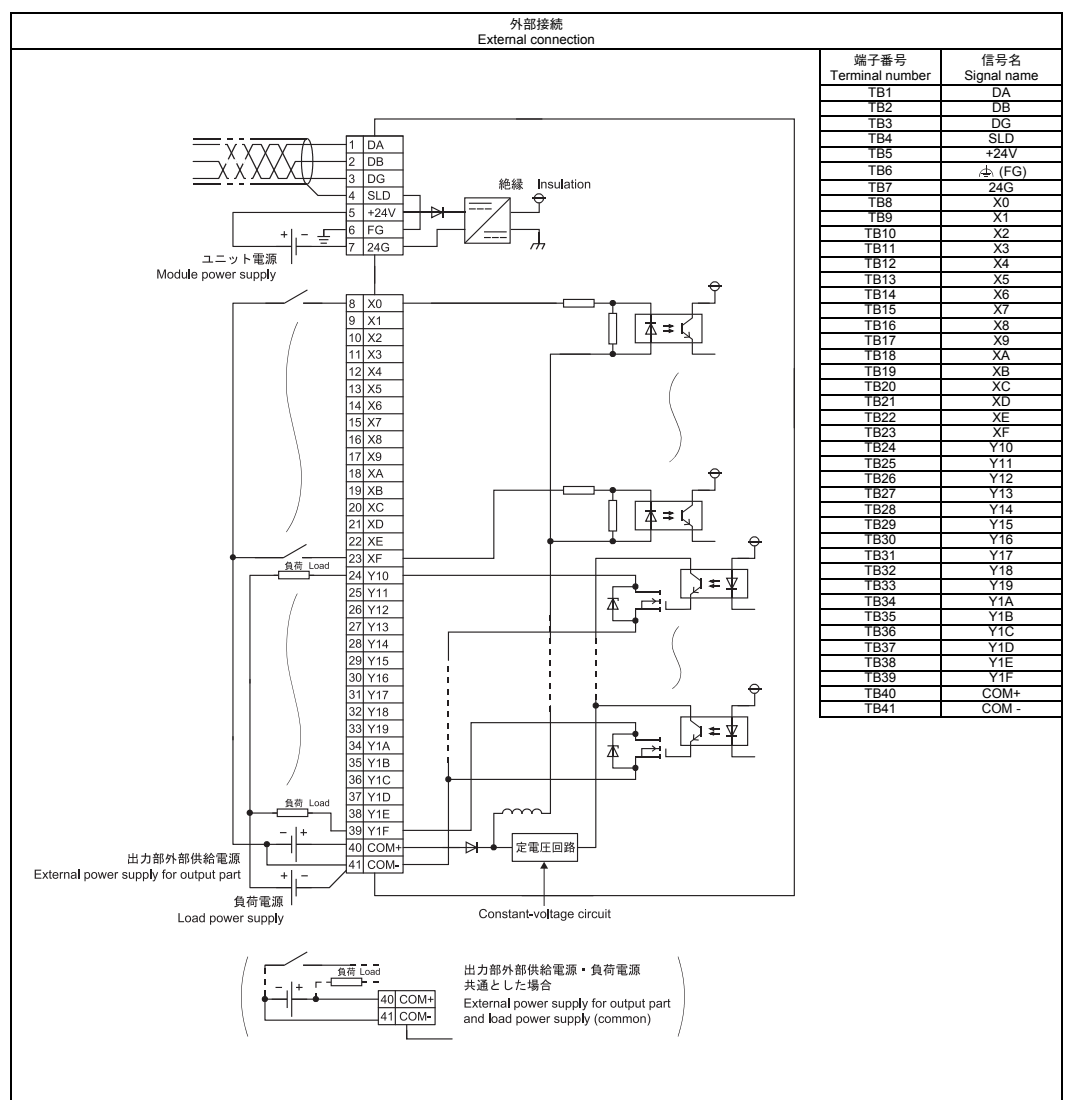 外部接続
External connection
端子番号 信号名
Terminal number Signal name
TB1 DA
TB2 DB
TB3 DG
TB4 SLD
TB5 +24V
TB6 (FG)
TB7 24G
TB8 X0
TB9 X1
TB10 X2
TB11 X3
TB12 X4
TB13 X5
TB14 X6
TB15 X7
TB16 X8
TB17 X9
TB18 XA
TB19 XB
TB20 XC
TB21 XD
TB22 XE
TB23 XF
TB24 Y10
TB25 Y11
TB26 Y12
TB27 Y13
TB28 Y14
TB29 Y15
TB30 Y16
TB31 Y17
TB32 Y18
TB33 Y19
TB34 Y1A
TB35 Y1B
TB36 Y1C
TB37 Y1D
TB38 Y1E
TB39 Y1F
TB40 COM+
TB41 COM -
1 DA
2 DB
3 DG
4 SLD
5 +24V
6 FG
7 24G
絶縁 Insulation
+ −
ユニット電源
Module power supply
8 X0
9 X1
10 X2
11 X3
12 X4
13 X5
14 X6
15 X7
16 X8
17 X9
18 XA
19 XB
20 XC
21 XD
22 XE
23 XF
負荷 Load
24 Y10
25 Y11
26 Y12
27 Y13
28 Y14
29 Y15
30 Y16
31 Y17
32 Y18
33 Y19
34 Y1A
35 Y1B
36 Y1C
37 Y1D
38 Y1E
負荷 Load
39 Y1F
− +
40 COM+
41 COM-
定電圧回路
出力部外部供給電源
External power supply for output part
+ −
負荷電源
Load power supply
Constant-voltage circuit
負荷 Load
− +
40 COM+
41 COM-
出力部外部供給電源・負荷電源
共通とした場合
External power supply for output part
and load power supply (common)